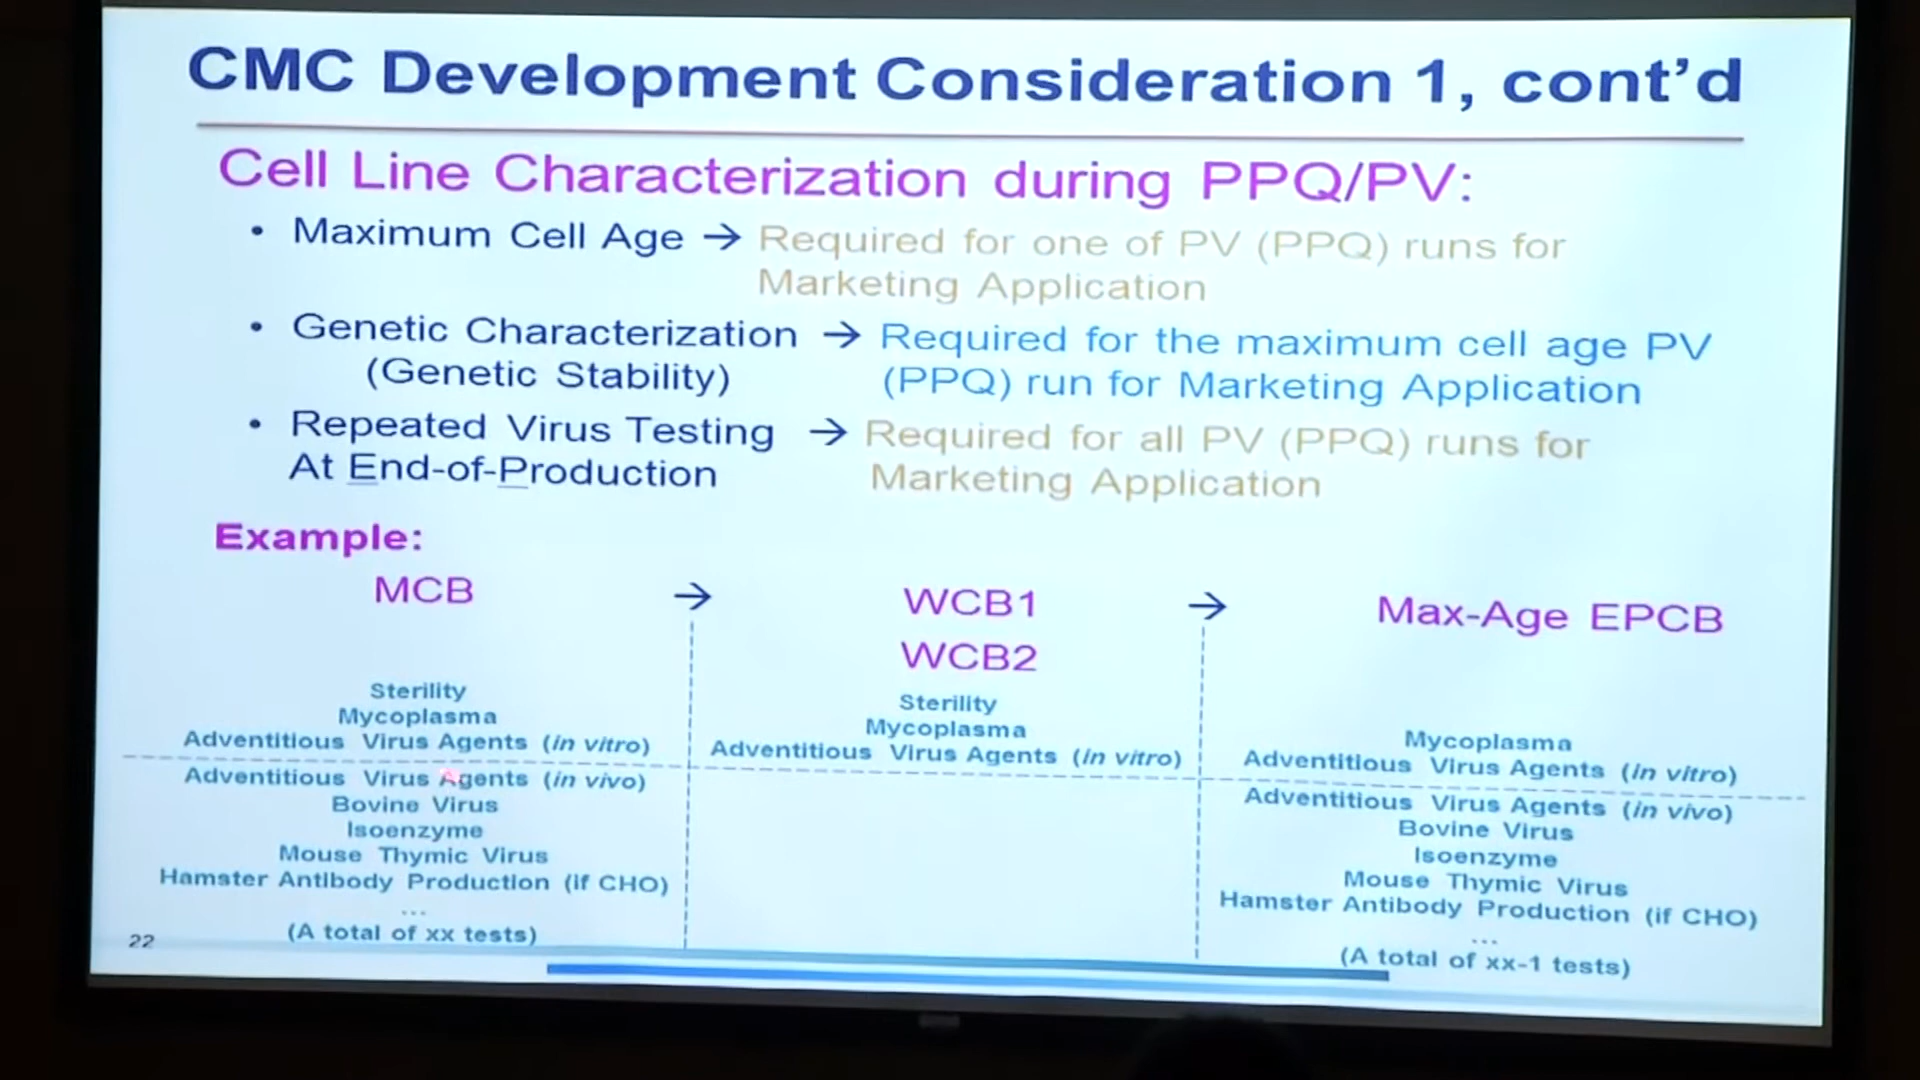 CMC Development Consideration 1, cont’d
Cell Line Characterization during PPQ/PV:
• Maximum Cell Age → Required for one of PV (PPQ) runs for
Marketing Application
• Genetic Characterization → Required for the maximum cell age PV
(Genetic Stability) (PPQ) run for Marketing Application
• Repeated Virus Testing → Required for all PV (PPQ) runs for
At End-of-Production Marketing Application
Example:
MCB → WCB1 → Max-Age EPCB
WCB2
Sterility
Mycoplasma
Adventitious Virus Agents (in vitro)
Adventitious Virus Agents (in vivo)
Bovine Virus
Isoenzyme
Mouse Thymic Virus
Hamster Antibody Production (if CHO)
...
(A total of xx tests)
Sterility
Mycoplasma
Adventitious Virus Agents (in vitro)
Mycoplasma
Adventitious Virus Agents (in vitro)
Adventitious Virus Agents (in vivo)
Bovine Virus
Isoenzyme
Mouse Thymic Virus
Hamster Antibody Production (if CHO)
...
(A total of xx-1 tests)
22